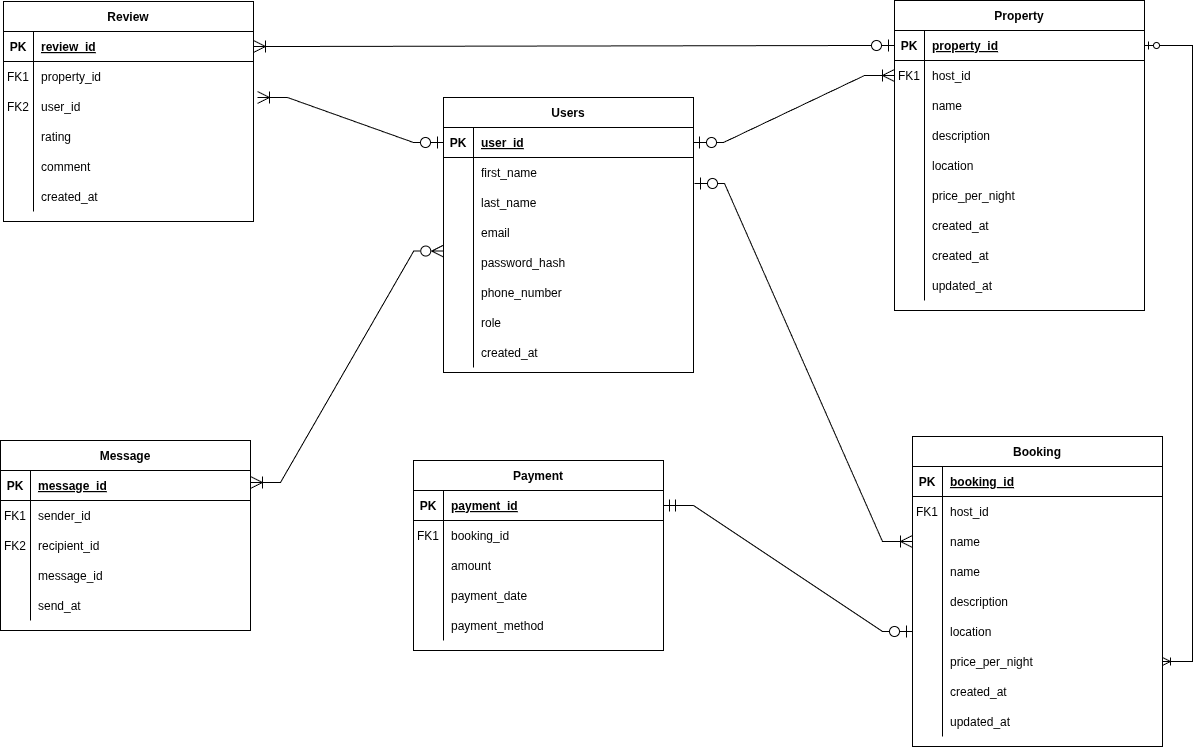 Review
PK review_id
FK1 property_id
FK2 user_id
rating
comment
created_at
Users
PK user_id
first_name
last_name
email
password_hash
phone_number
role
created_at
Property
PK property_id
FK1 host_id
name
description
location
price_per_night
created_at
created_at
updated_at
Message
PK message_id
FK1 sender_id
FK2 recipient_id
message_id
send_at
Payment
PK payment_id
FK1 booking_id
amount
payment_date
payment_method
Booking
PK booking_id
FK1 host_id
name
name
description
location
price_per_night
created_at
updated_at